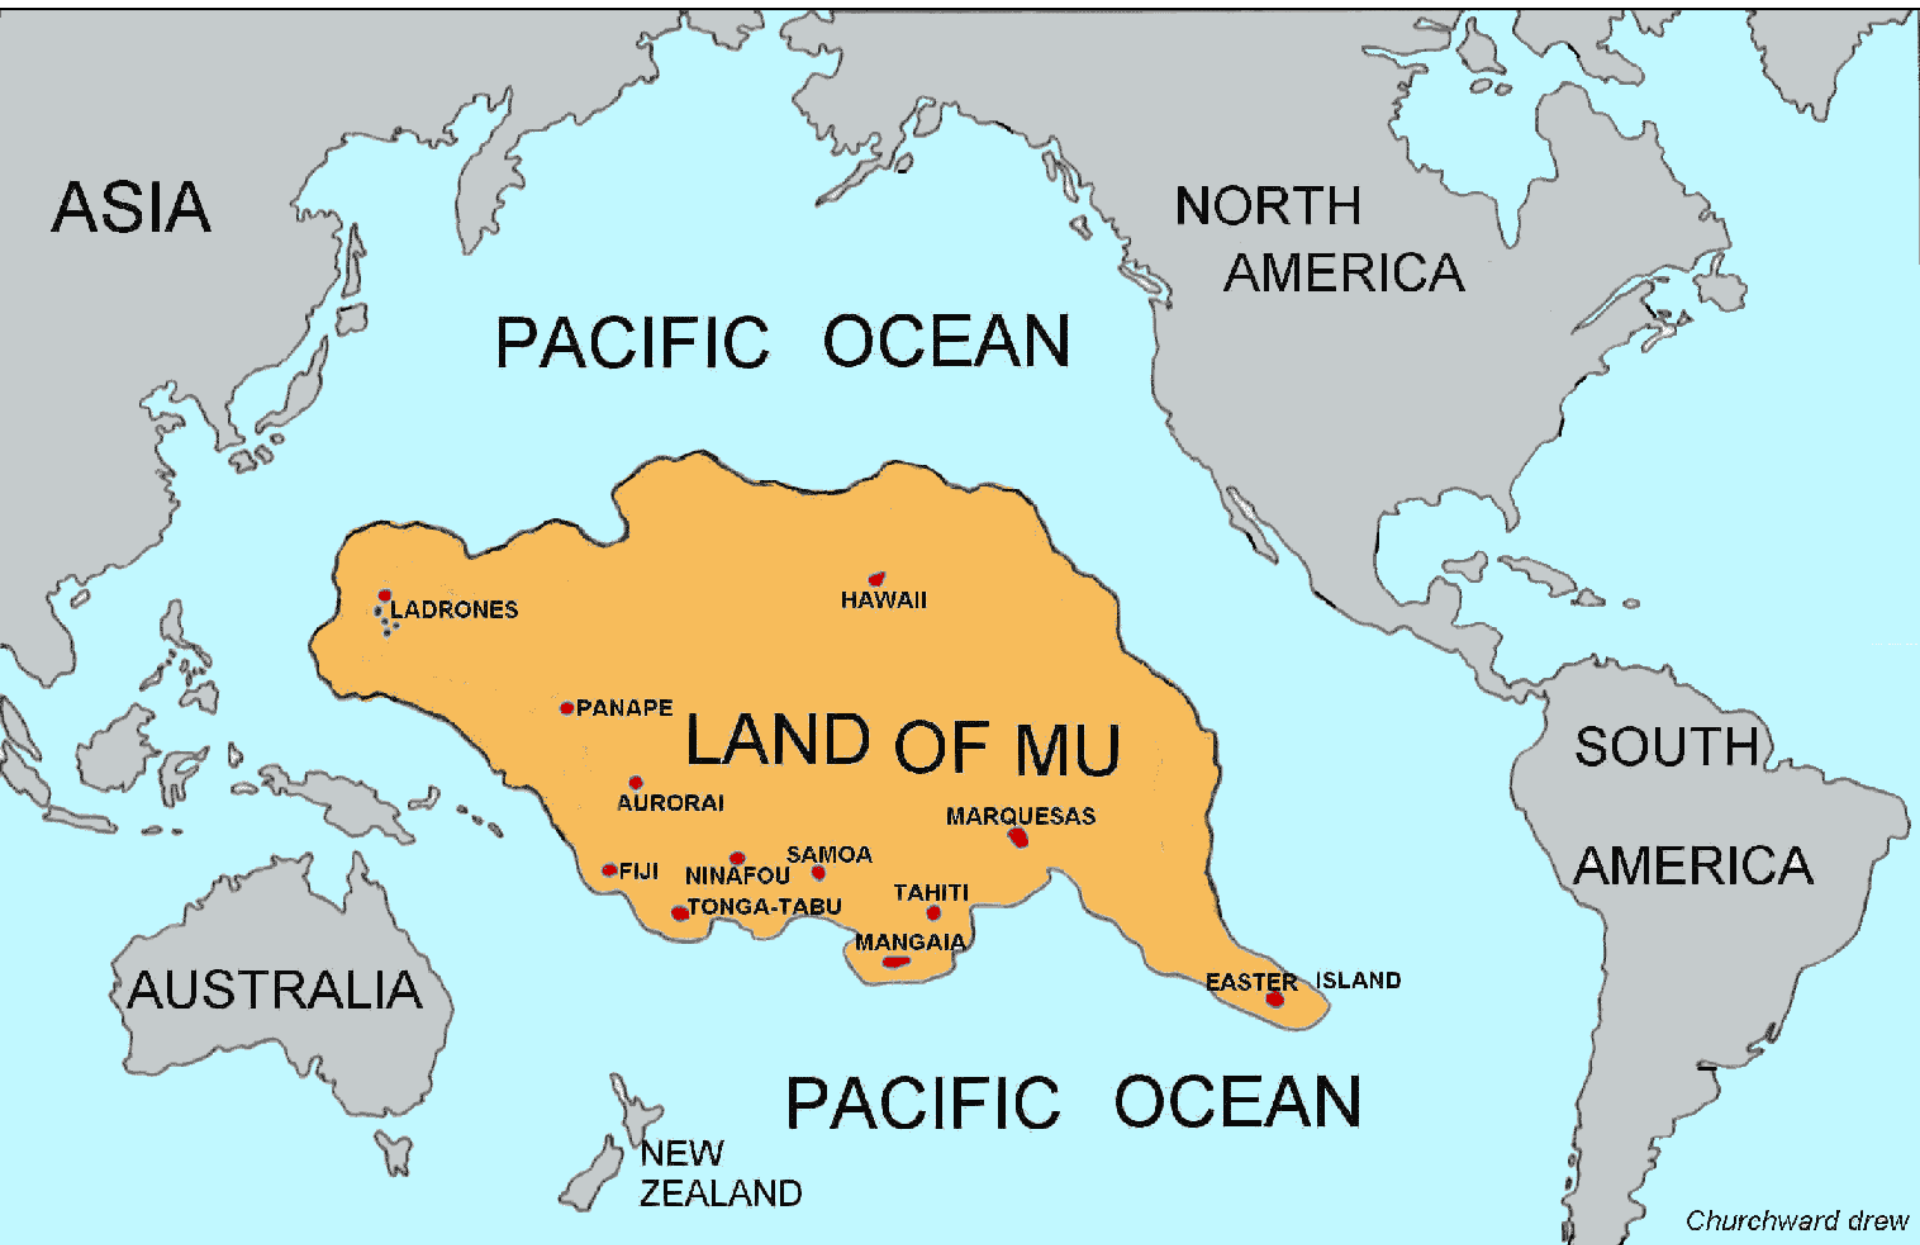 ASIA
NORTH
AMERICA
PACIFIC OCEAN
HAWAII
LADRONES
PANAPE
LAND OF MU
AURORAI
MARQUESAS
FIJI
NINAFOU
SAMOA
TONGA-TABU
TAHITI
MANGAIA
EASTER ISLAND
SOUTH
AMERICA
AUSTRALIA
PACIFIC OCEAN
NEW
ZEALAND
Churchward drew